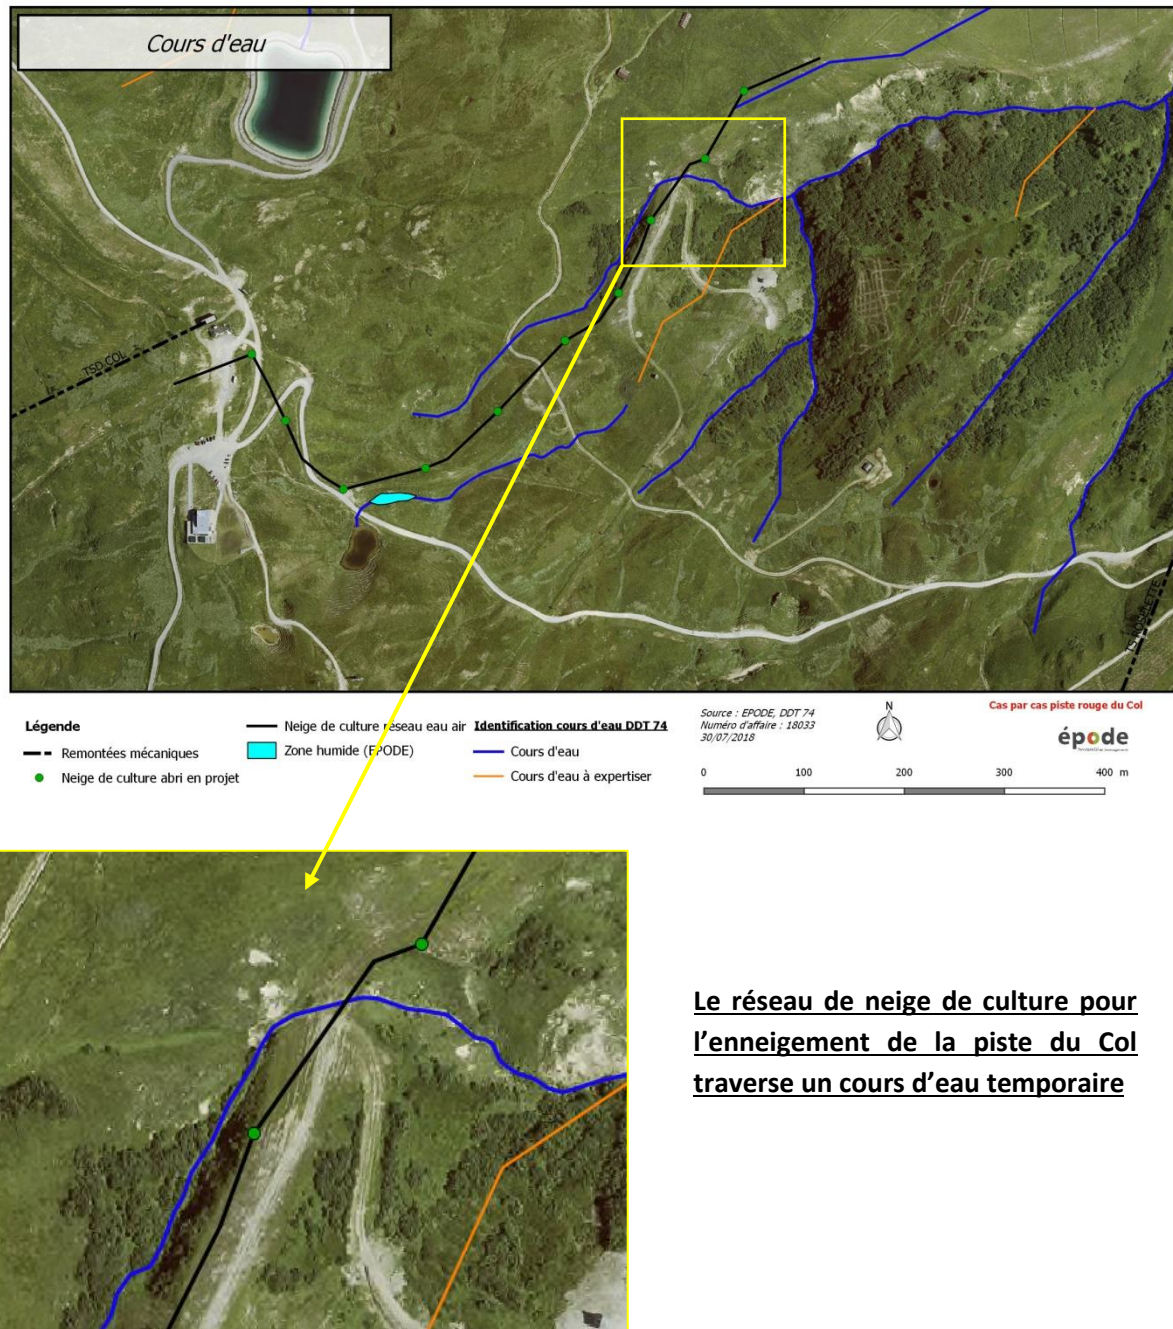 Cours d'eau
TSD COL
Légende
Remontées mécaniques
Neige de culture abri en projet
Neige de culture réseau eau air
Zone humide (EPODE)
Identification cours d'eau DDT 74
Cours d'eau
Cours d'eau à expertiser
Source : EPODE, DDT 74
Numéro d'affaire : 18033
30/07/2018
N
Cas par cas piste rouge du Col
épode
0 100 200 300 400 m
Le réseau de neige de culture pour
l'enneigement de la piste du Col
traverse un cours d'eau temporaire